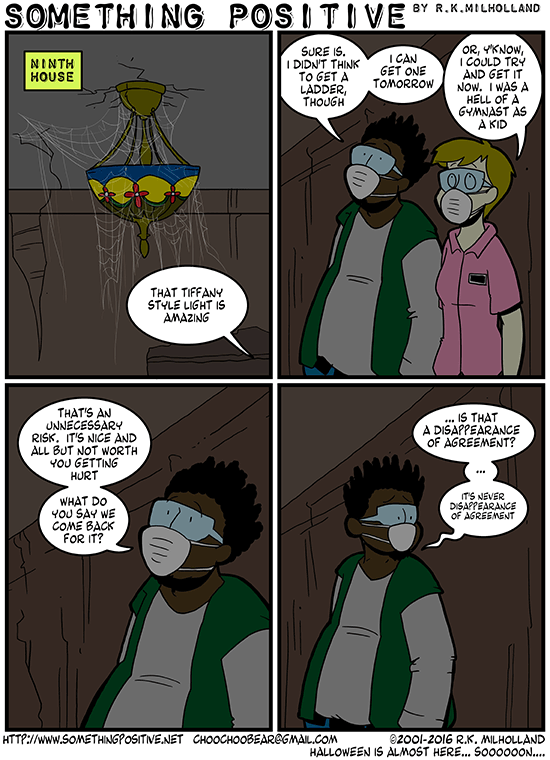 SOMETHING POSITIVE BY R.K.MILHOLLAND
NINTH
HOUSE
THAT TIFFANY
STYLE LIGHT IS
AMAZING
SURE IS.
I DIDN'T THINK
TO GET A
LADDER,
THOUGH
I CAN
GET ONE
TOMORROW
OR, Y'KNOW,
I COULD TRY
AND GET IT
NOW. I WAS A
HELL OF A
GYMNAST AS
A KID
THAT'S AN
UNNECESSARY
RISK. IT'S NICE AND
ALL BUT NOT WORTH
YOU GETTING
HURT
WHAT DO
YOU SAY WE
COME BACK
FOR IT?
... IS THAT
A DISAPPEARANCE
OF AGREEMENT?
...
IT'S NEVER
DISAPPEARANCE
OF AGREEMENT
HTTP://WWW.SOMETHINGPOSITIVE.NET CHOOCHOOBEAR@GMAIL.COM ©2001-2016 R.K. MILHOLLAND
HALLOWEEN IS ALMOST HERE... SOOOOOON....